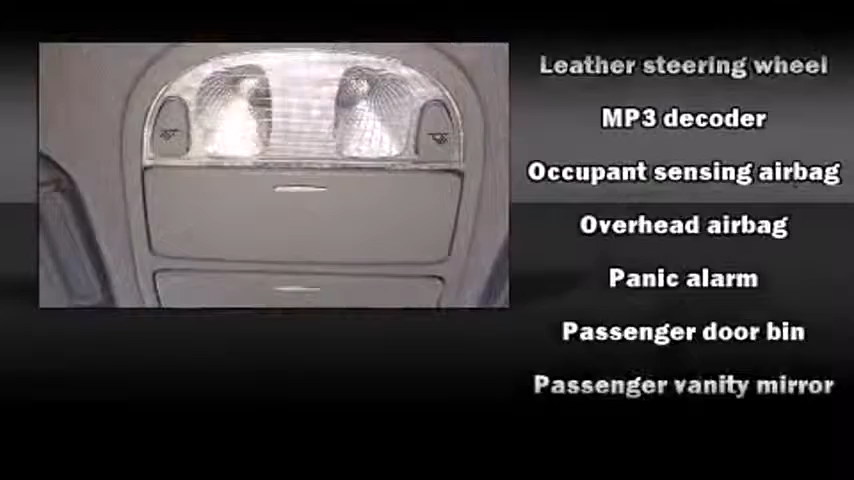 Leather steering wheel
MP3 decoder
Occupant sensing airbag
Overhead airbag
Panic alarm
Passenger door bin
Passenger vanity mirror